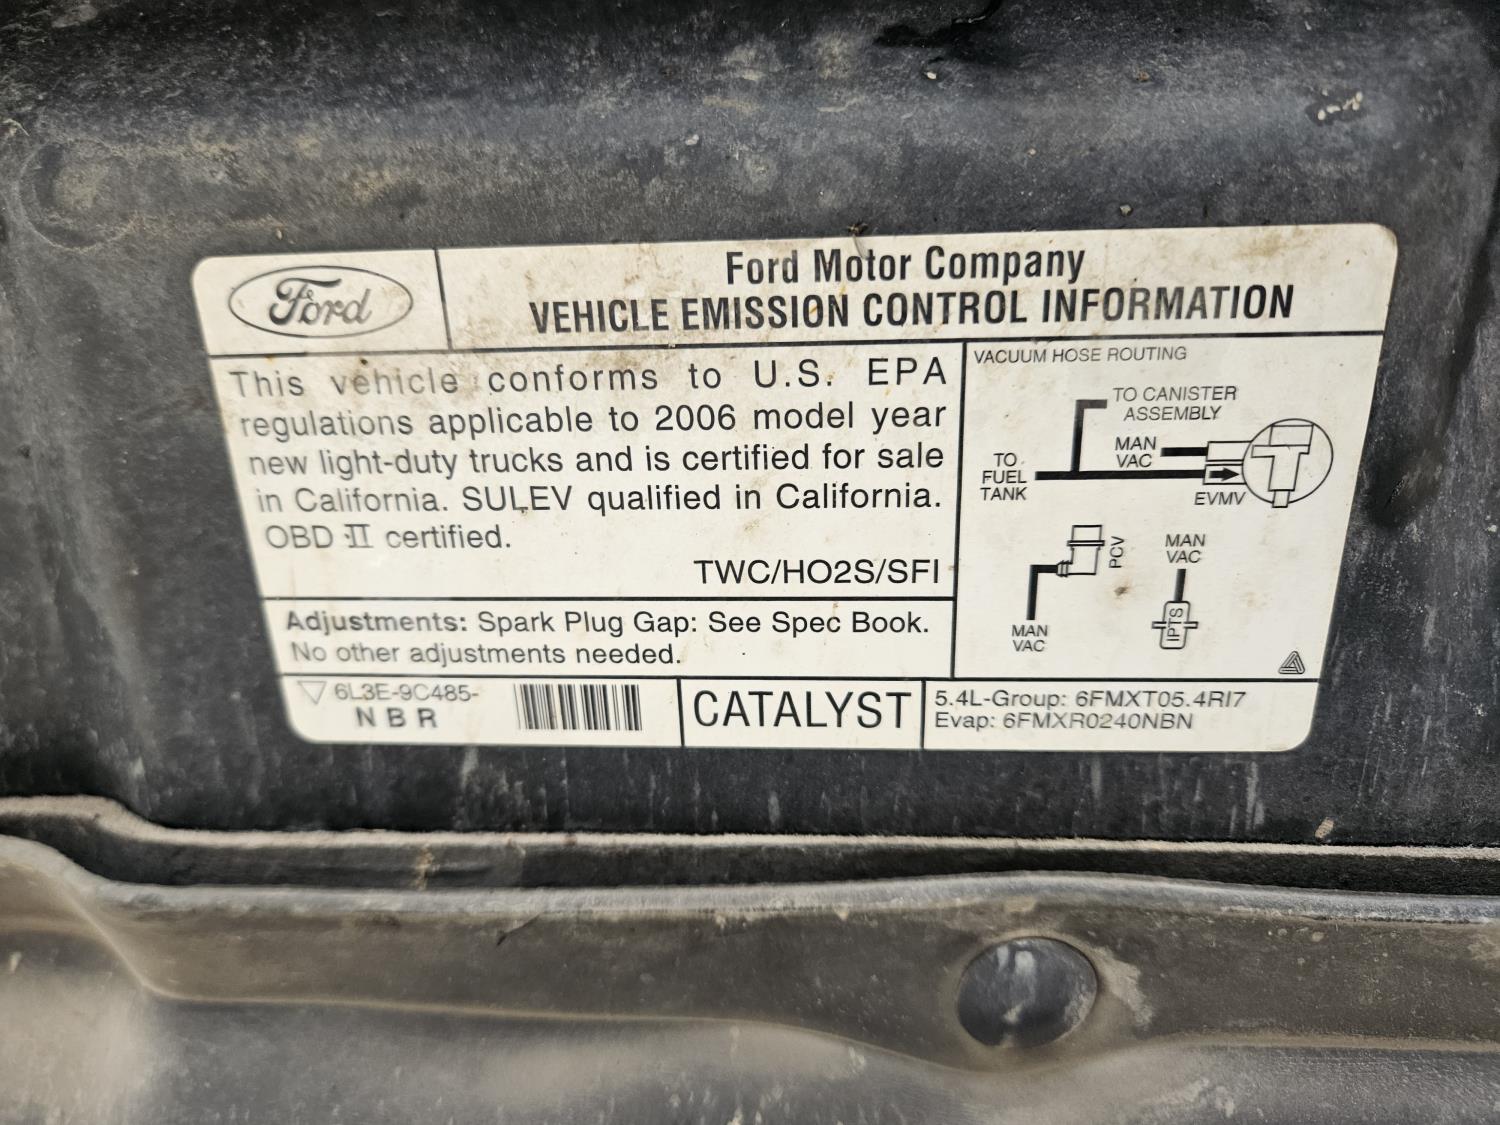 Ford
Ford Motor Company
VEHICLE EMISSION CONTROL INFORMATION
This vehicle conforms to U.S. EPA
regulations applicable to 2006 model year
new light-duty trucks and is certified for sale
in California. SULEV qualified in California.
OBD II certified.
TWC/HO2S/SFI
Adjustments: Spark Plug Gap: See Spec Book.
No other adjustments needed.
6L3E-9C485-
NBR
CATALYST
5.4L-Group: 6FMXT05.4RI7
Evap: 6FMXR0240NBN
VACUUM HOSE ROUTING
TO CANISTER
ASSEMBLY
MAN
VAC
TO
FUEL
TANK
EVMV
PCV
MAN
VAC
MAN
VAC
IPTS